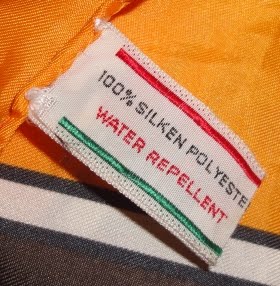 100% SILKEN POLYESTE
WATER REPELLENT